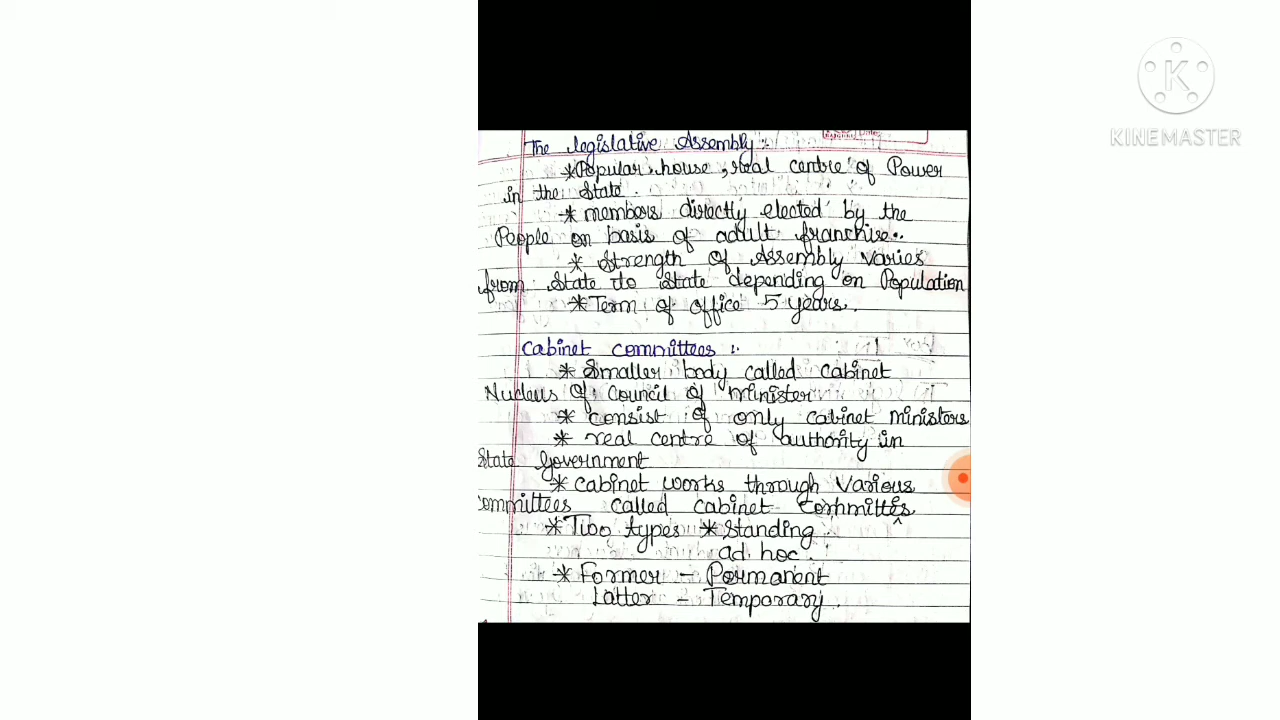 KINEMASTER
The legislative Assembly :-
*Popular house, real centre of Power
in the State.
* members directly elected by the
People on basis of adult franchise.
* Strength of Assembly varies
from State to State depending on Population
* Term of office 5 years.
Cabinet committees :-
* Smaller body called cabinet
Nucleus of Council of minister
* consist of only cabinet ministers
* real centre of authority in
State Government
* cabinet works through various
committees called cabinet committes
* Two types * Standing
ad hoc.
* Former - Permanent
Latter - Temporary.